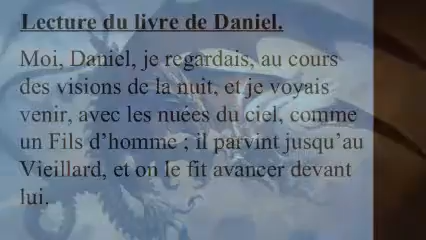 Lecture du livre de Daniel.
Moi, Daniel, je regardais, au cours
des visions de la nuit, et je voyais
venir, avec les nuées du ciel, comme
un Fils d’homme ; il parvint jusqu’au
Vieillard, et on le fit avancer devant
lui.